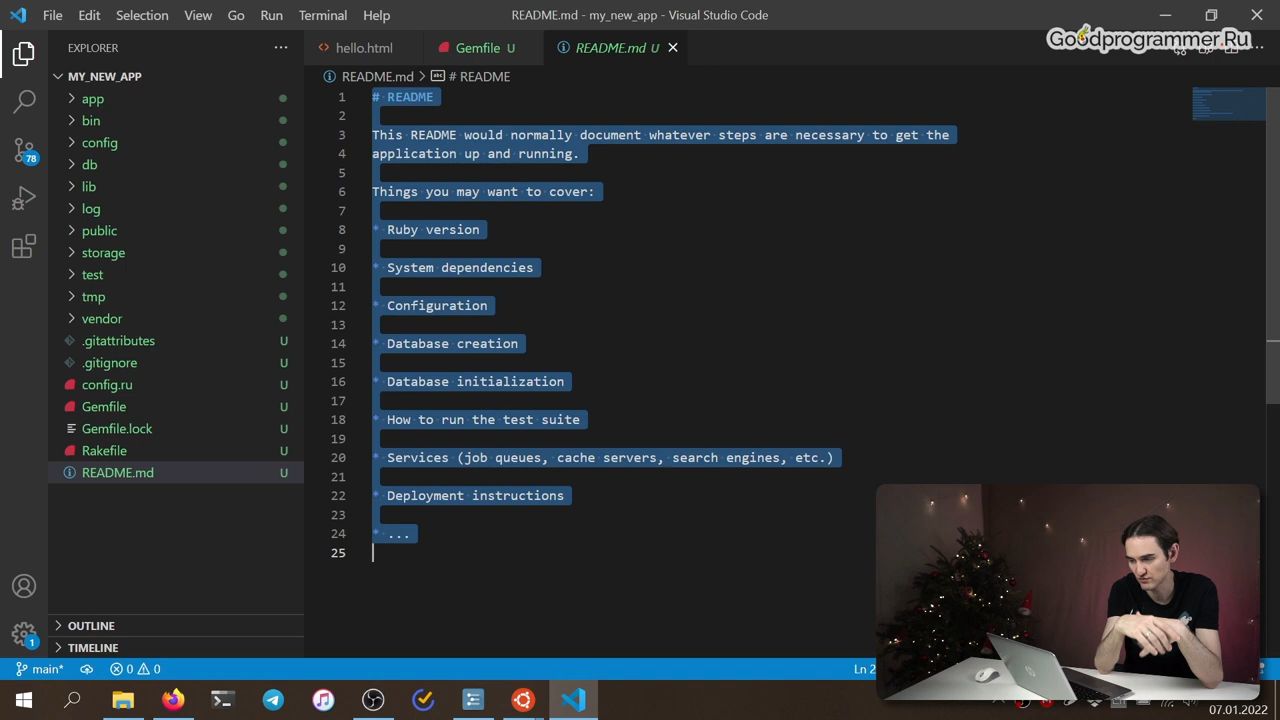 File Edit Selection View Go Run Terminal Help README.md - my_new_app - Visual Studio Code
Goodprogrammer.Ru
EXPLORER
hello.html Gemfile U README.md U
README.md > # README
MY_NEW_APP
app
bin
config
db
lib
log
public
storage
test
tmp
vendor
.gitattributes U
.gitignore U
config.ru U
Gemfile U
Gemfile.lock U
Rakefile U
README.md U
OUTLINE
TIMELINE
78
1
1 # README
2
3 This README would normally document whatever steps are necessary to get the
4 application up and running.
5
6 Things you may want to cover:
7
8 * Ruby version
9
10 * System dependencies
11
12 * Configuration
13
14 * Database creation
15
16 * Database initialization
17
18 * How to run the test suite
19
20 * Services (job queues, cache servers, search engines, etc.)
21
22 * Deployment instructions
23
24 * ...
25
main* 0 0
07.01.2022